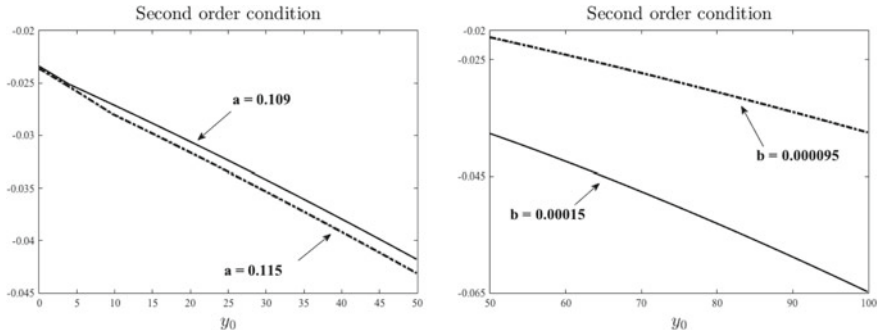 Second order condition
-0.02
-0.025
-0.03
-0.035
-0.04
-0.045
a = 0.109
a = 0.115
0 5 10 15 20 25 30 35 40 45 50
y0
Second order condition
-0.02
-0.025
-0.045
-0.065
b = 0.000095
b = 0.00015
50 60 70 80 90 100
y0